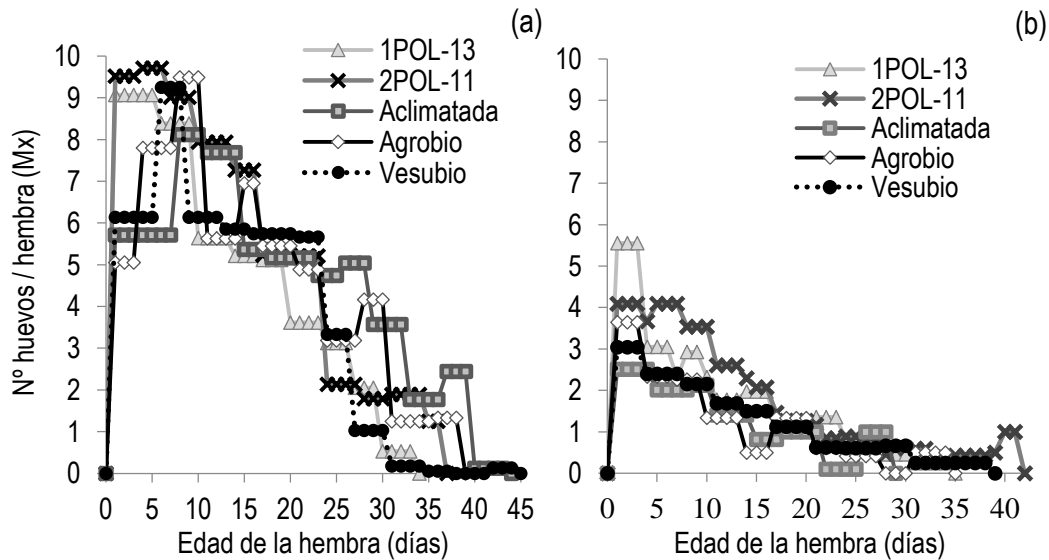 (a)
1POL-13
2POL-11
Aclimatada
Agrobio
Vesubio
Nº huevos / hembra (Mx)
10
9
8
7
6
5
4
3
2
1
0
0 5 10 15 20 25 30 35 40 45
Edad de la hembra (días)
(b)
1POL-13
2POL-11
Aclimatada
Agrobio
Vesubio
10
9
8
7
6
5
4
3
2
1
0
0 5 10 15 20 25 30 35 40
Edad de la hembra (días)